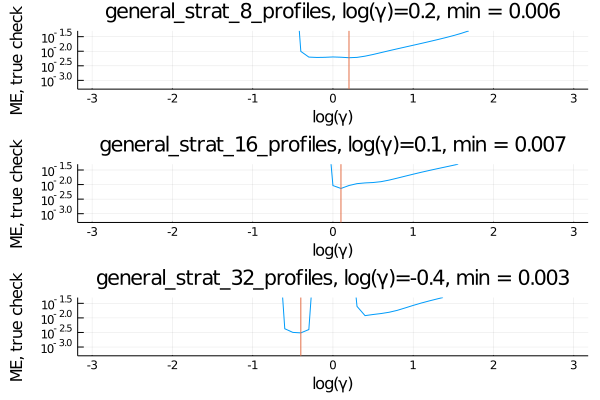 general_strat_8_profiles, log(γ)=0.2, min = 0.006
ME, true check
10^-1.5
10^-2.0
10^-2.5
10^-3.0
-3 -2 -1 0 1 2 3
log(γ)
general_strat_16_profiles, log(γ)=0.1, min = 0.007
ME, true check
10^-1.5
10^-2.0
10^-2.5
10^-3.0
-3 -2 -1 0 1 2 3
log(γ)
general_strat_32_profiles, log(γ)=-0.4, min = 0.003
ME, true check
10^-1.5
10^-2.0
10^-2.5
10^-3.0
-3 -2 -1 0 1 2 3
log(γ)